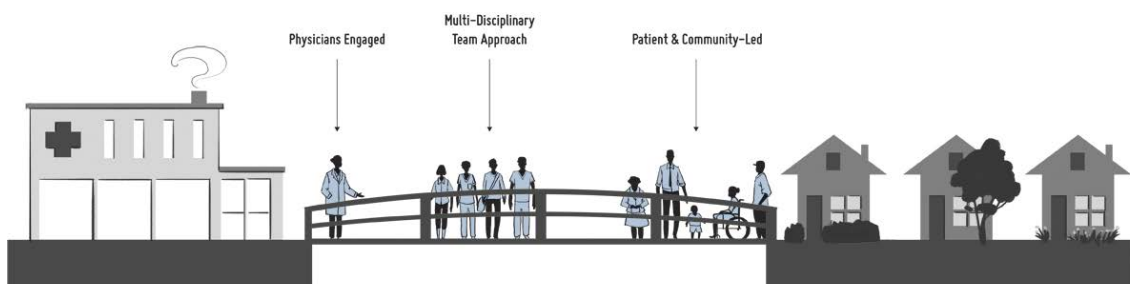 Physicians Engaged
Multi-Disciplinary
Team Approach
Patient & Community-Led